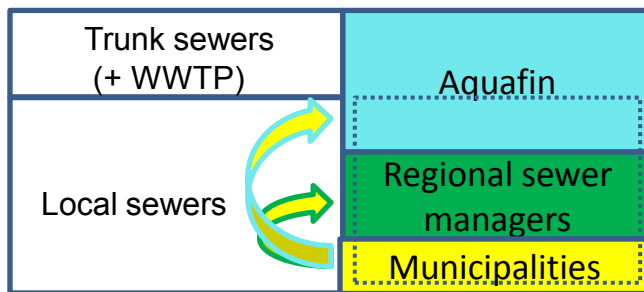 Trunk sewers
(+ WWTP)
Aquafin
Local sewers
Regional sewer
managers
Municipalities